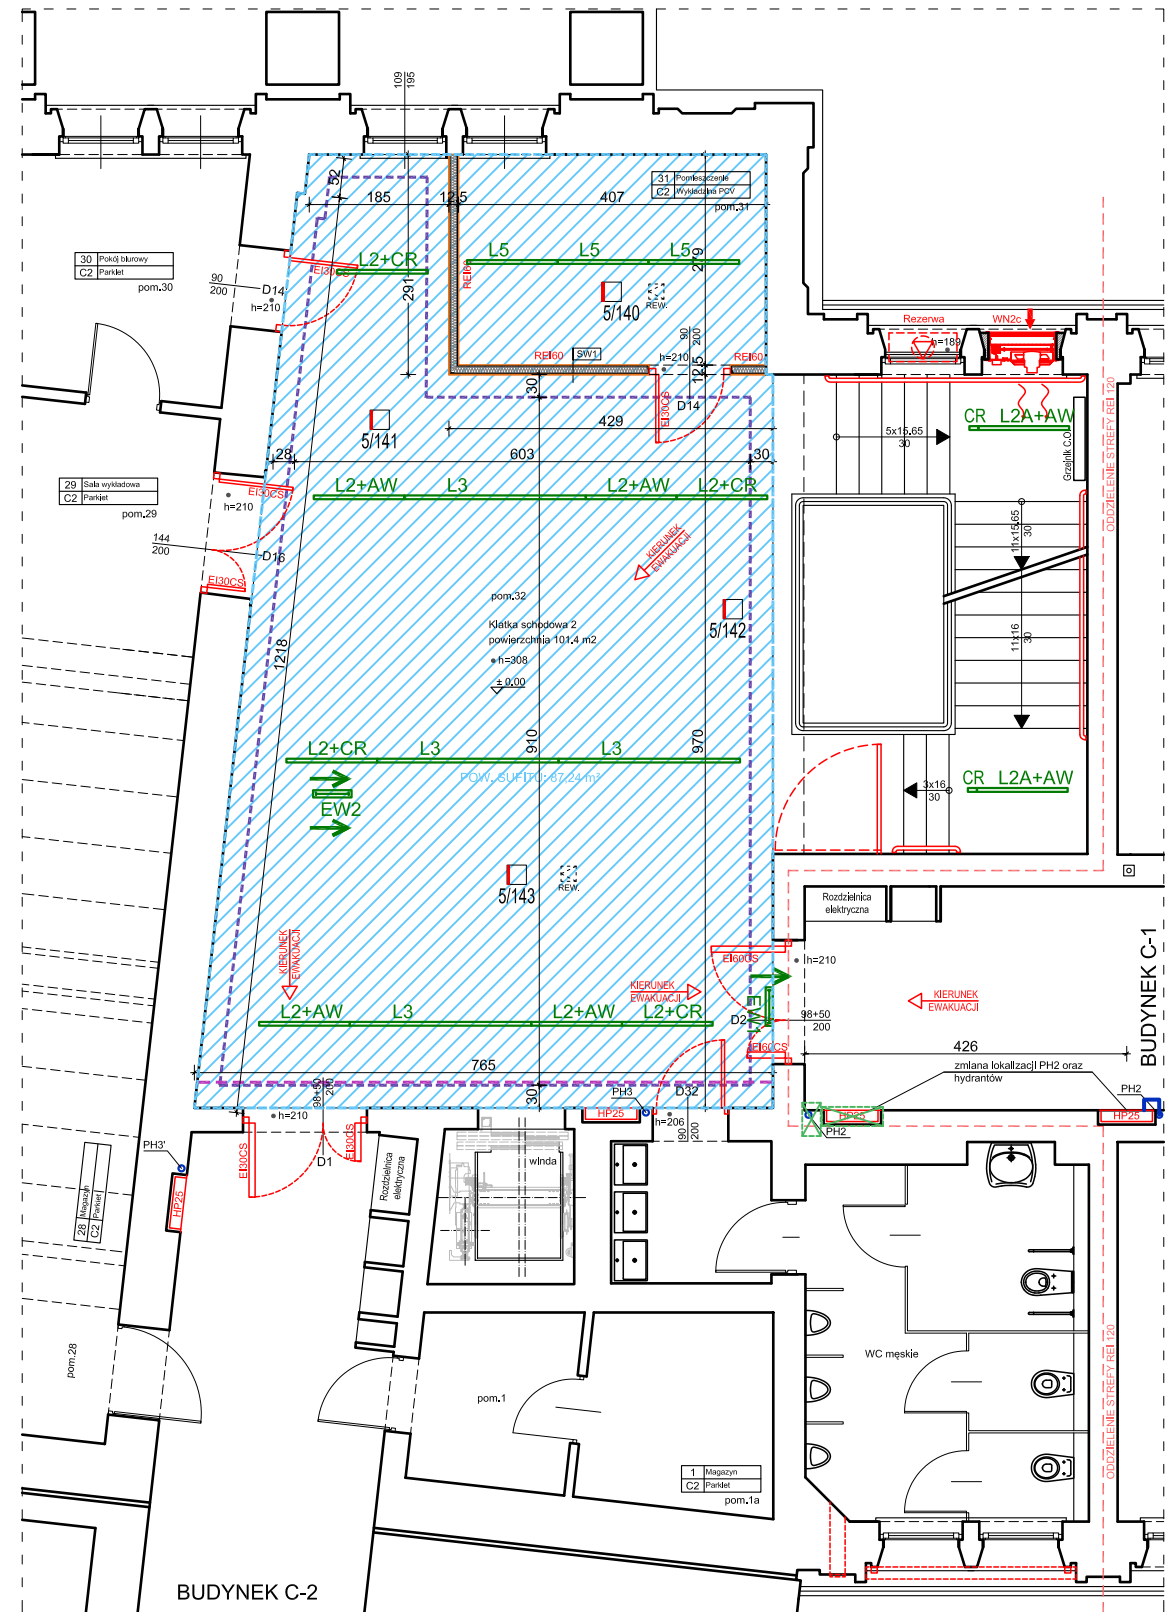 109
195
52
185
12,5
407
31 Pomieszczenie
C2 Wykładzina PCV
pom.31
30 Pokój biurowy
C2 Parkiet
pom.30
90
200
D14
h=210
EI30CS
L2+CR
291
REI60
L5
L5
L5
279
5/140
REW.
Rezerwa
WN2c
h=189
REI60
SW1
h=210
90
200
12,5
REI60
30
D14
EI30CS
5/141
429
28
603
30
CR
L2A+AW
5x15.65
30
Grzejnik C.O.
ODDZIELENIE STREFY REI 120
29 Sala wykładowa
C2 Parkiet
pom.29
EI30CS
h=210
L2+AW
L3
L2+AW
L2+CR
144
200
D16
EI30CS
KIERUNEK
EWAKUACJI
11x15.65
30
pom.32
Klatka schodowa 2
powierzchnia 101.4 m2
h=308
± 0.00
5/142
1218
11x16
30
L2+CR
L3
910
L3
970
POW. SUFITU: 87,24 m²
EW2
CR
L2A+AW
3x16
30
5/143
REW.
Rozdzielnica
elektryczna
KIERUNEK
EWAKUACJI
EI60CS
h=210
KIERUNEK
EWAKUACJI
EW1
KIERUNEK
EWAKUACJI
BUDYNEK C-1
L2+AW
L3
L2+AW
L2+CR
D2
98+50
200
EI60CS
426
765
zmiana lokalizacji PH2 oraz
hydrantów
98+50
200
30
PH3
D32
PH2
h=210
HP25
h=206
HP25
HP25
PH2
90
200
PH3'
EI30CS
EI30CS
D1
Rozdzielnica
elektryczna
winda
28 Magazyn
C2 Parkiet
HP25
pom.28
WC męskie
ODDZIELENIE STREFY REI 120
pom.1
1 Magazyn
C2 Parkiet
pom.1a
BUDYNEK C-2